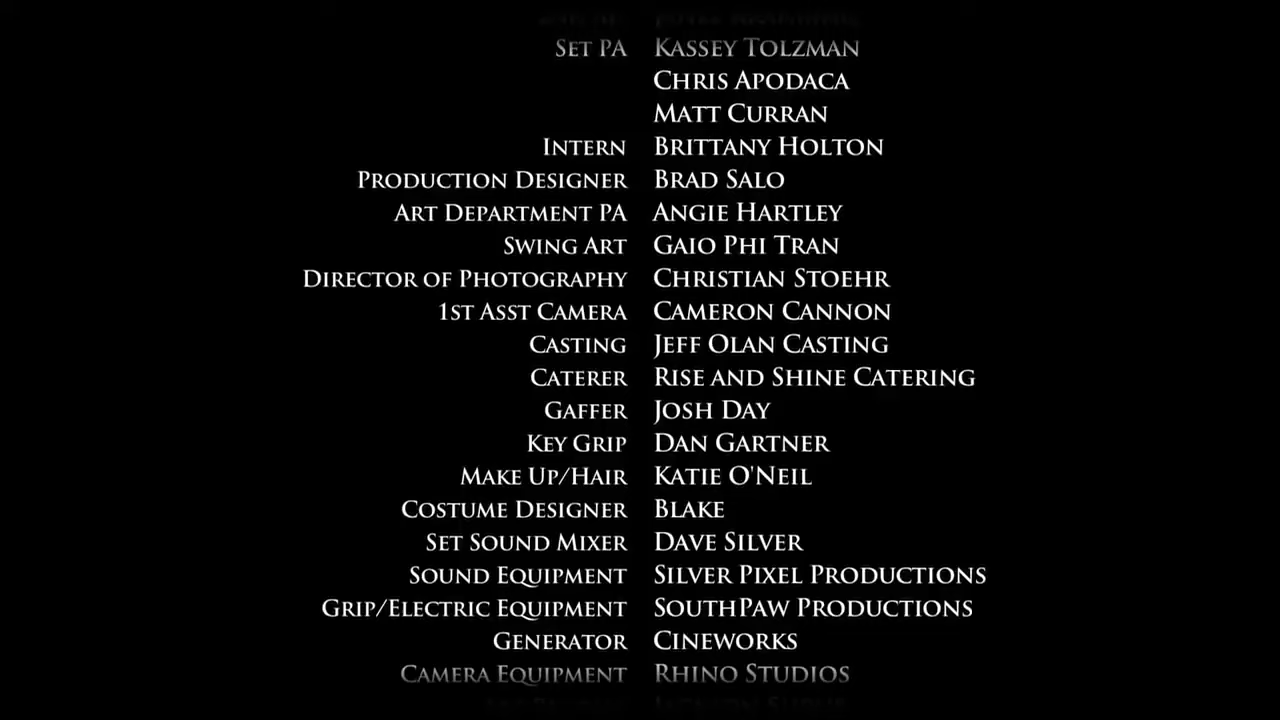 Set PA Kassey Tolzman
Chris Apodaca
Matt Curran
Intern Brittany Holton
Production Designer Brad Salo
Art Department PA Angie Hartley
Swing Art Gaio Phi Tran
Director of Photography Christian Stoehr
1st Asst Camera Cameron Cannon
Casting Jeff Olan Casting
Caterer Rise and Shine Catering
Gaffer Josh Day
Key Grip Dan Gartner
Make Up/Hair Katie O'Neil
Costume Designer Blake
Set Sound Mixer Dave Silver
Sound Equipment Silver Pixel Productions
Grip/Electric Equipment SouthPaw Productions
Generator Cineworks
Camera Equipment Rhino Studios